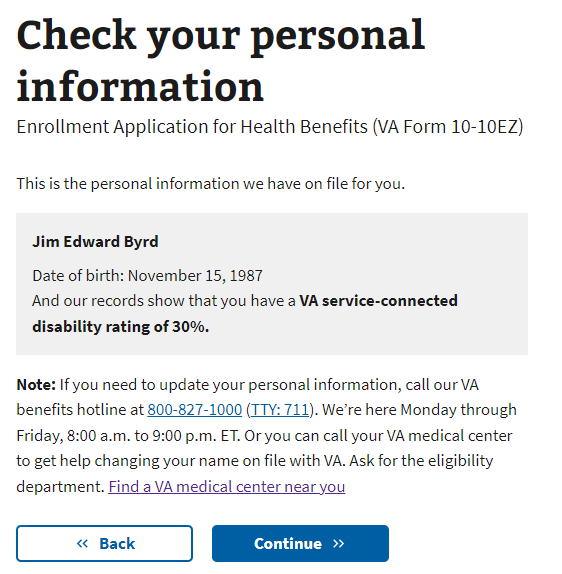 Check your personal
information
Enrollment Application for Health Benefits (VA Form 10-10EZ)
This is the personal information we have on file for you.
Jim Edward Byrd
Date of birth: November 15, 1987
And our records show that you have a VA service-connected
disability rating of 30%.
Note: If you need to update your personal information, call our VA
benefits hotline at 800-827-1000 (TTY: 711). We’re here Monday through
Friday, 8:00 a.m. to 9:00 p.m. ET. Or you can call your VA medical center
to get help changing your name on file with VA. Ask for the eligibility
department. Find a VA medical center near you
« Back
Continue »